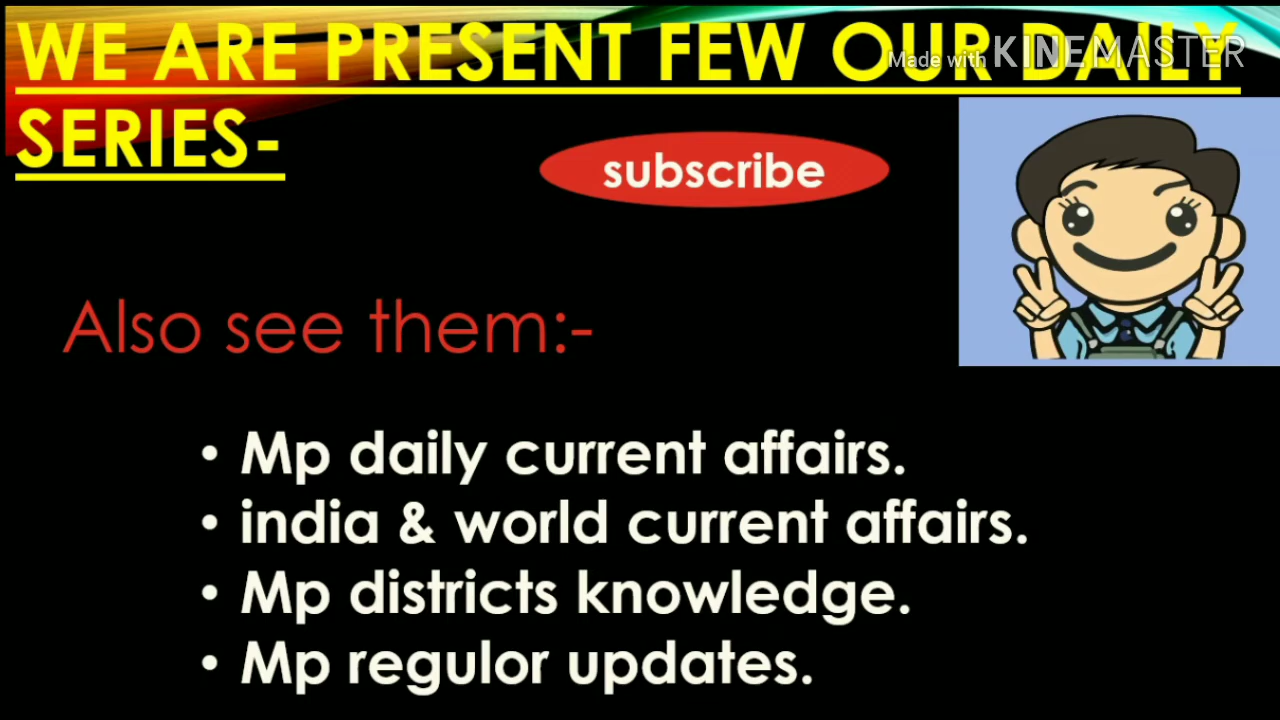 WE ARE PRESENT FEW OUR DAILY
Made with KINEMASTER
SERIES-
subscribe
Also see them:-
• Mp daily current affairs.
• india & world current affairs.
• Mp districts knowledge.
• Mp regulor updates.